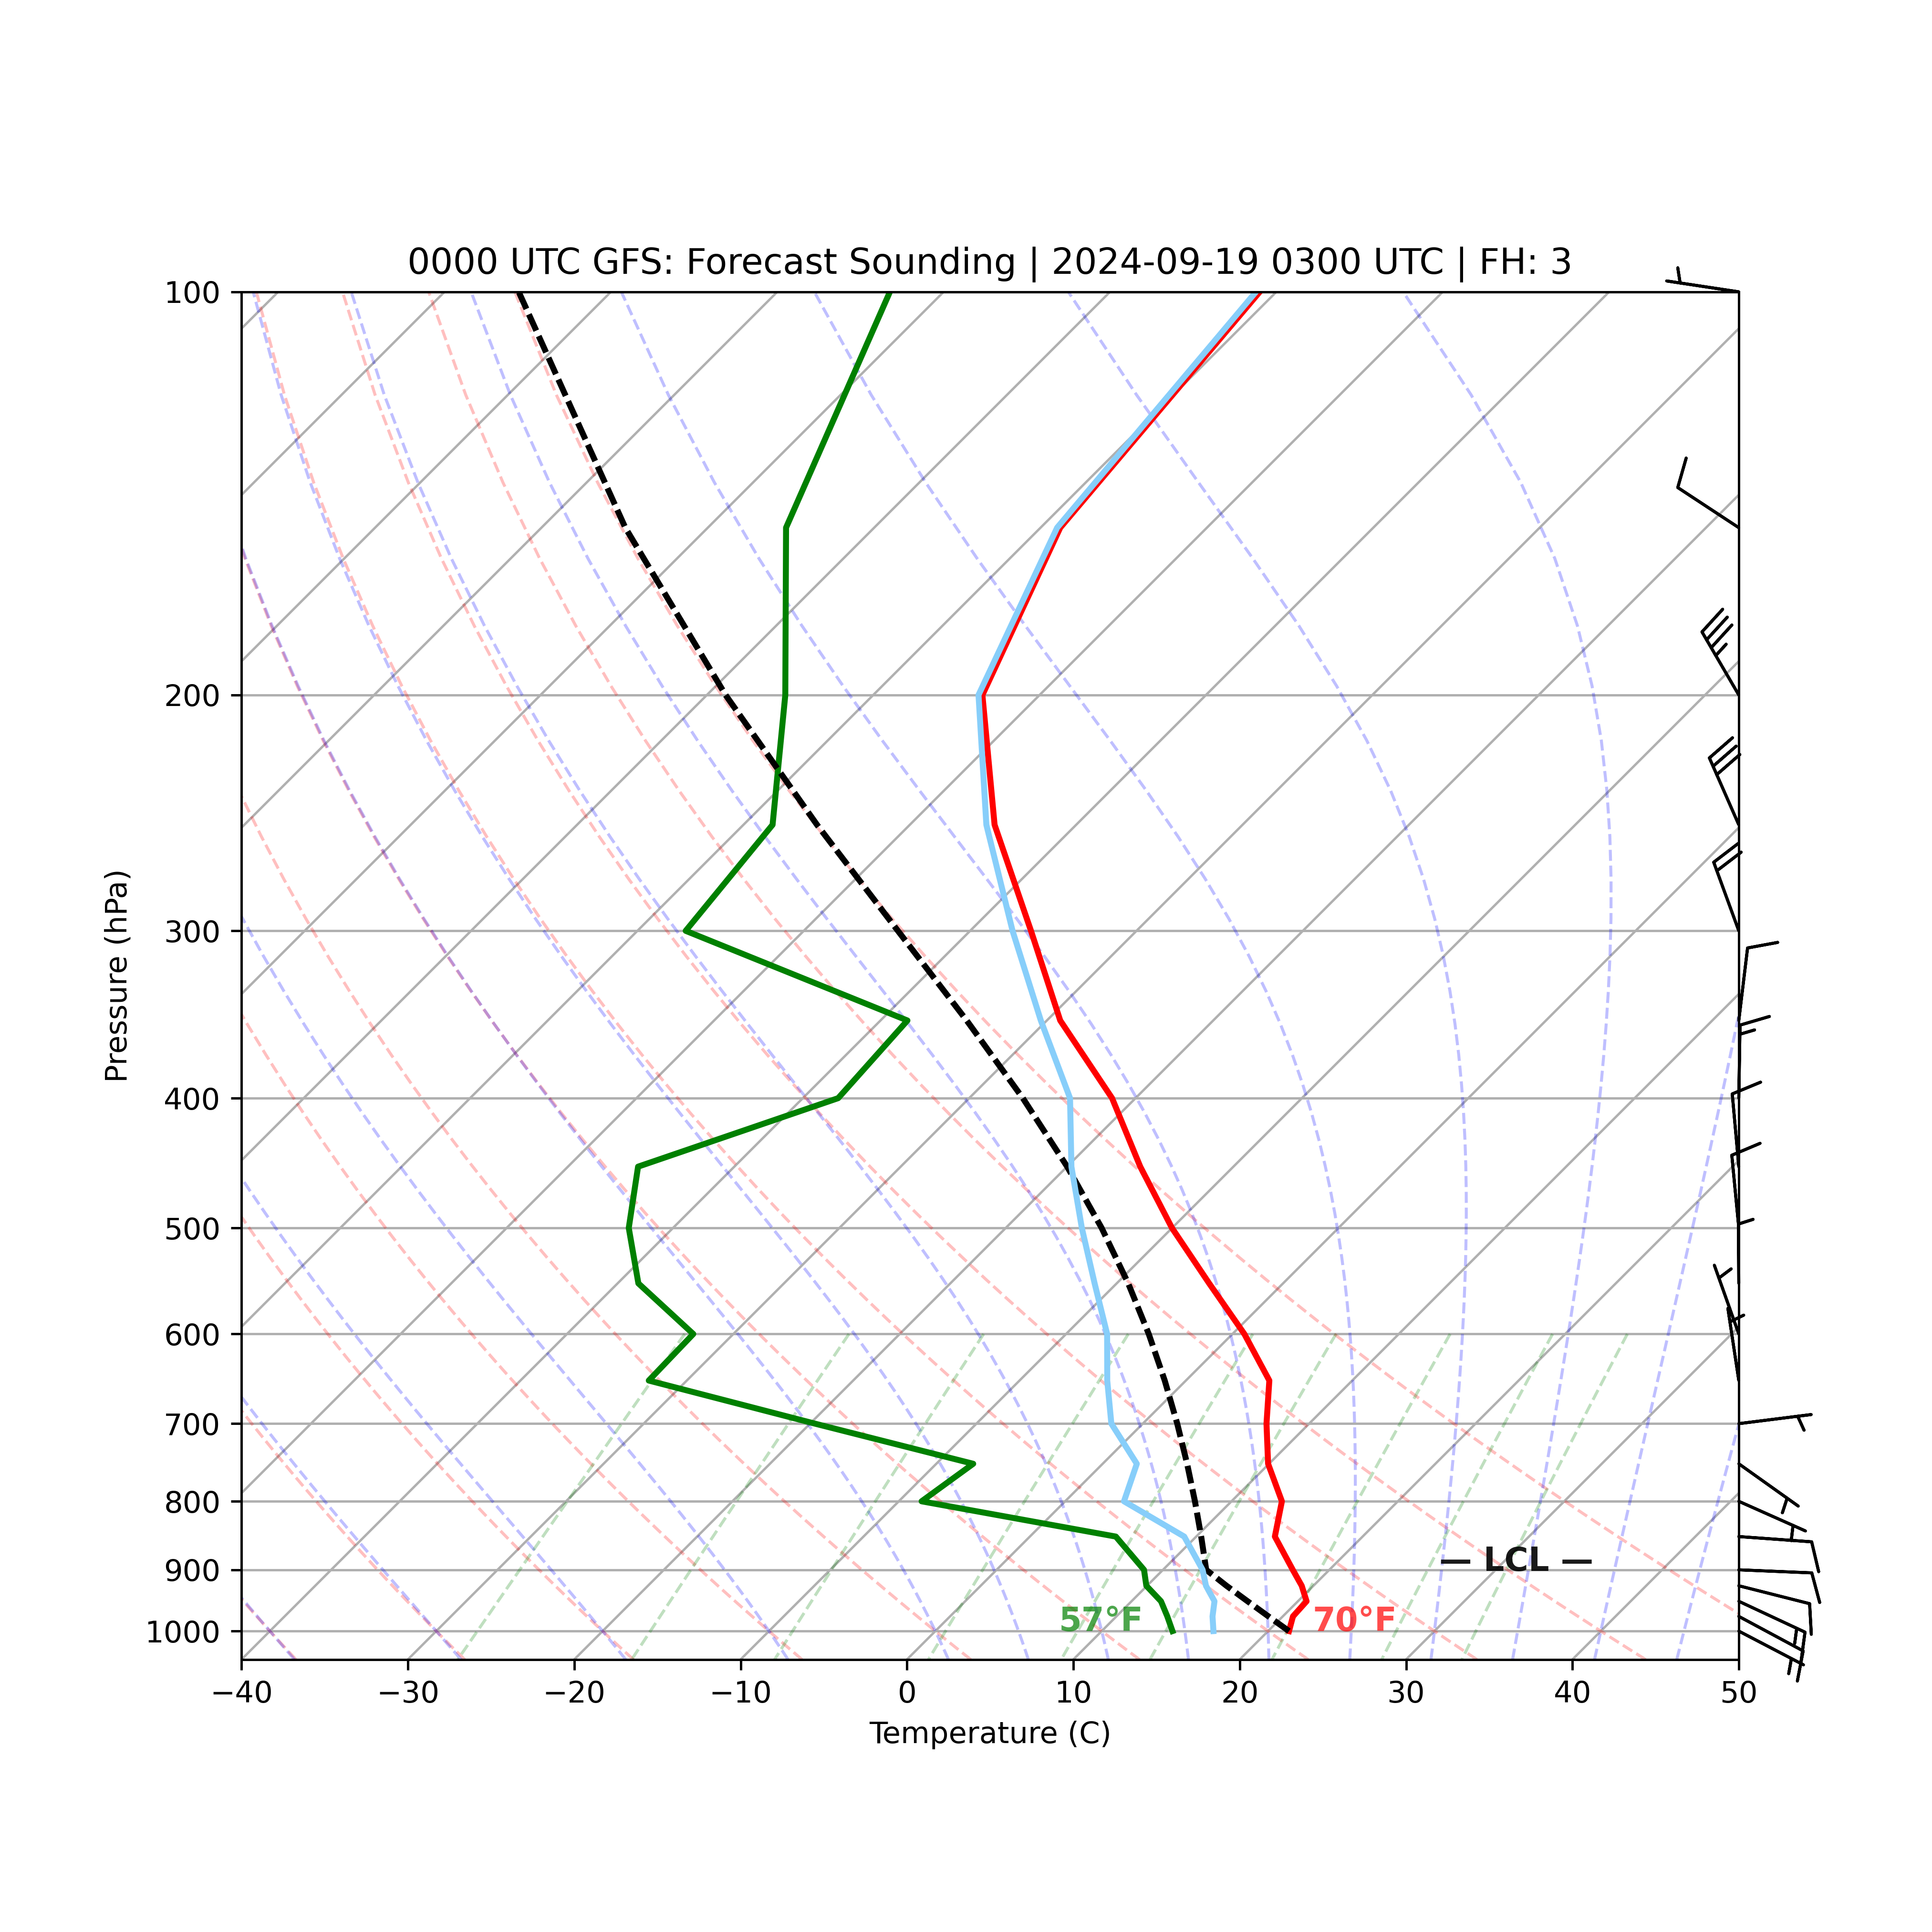 0000 UTC GFS: Forecast Sounding | 2024-09-19 0300 UTC | FH: 3
100
200
300
400
500
600
700
800
900
1000
Pressure (hPa)
— LCL —
57°F
70°F
−40 −30 −20 −10 0 10 20 30 40 50
Temperature (C)